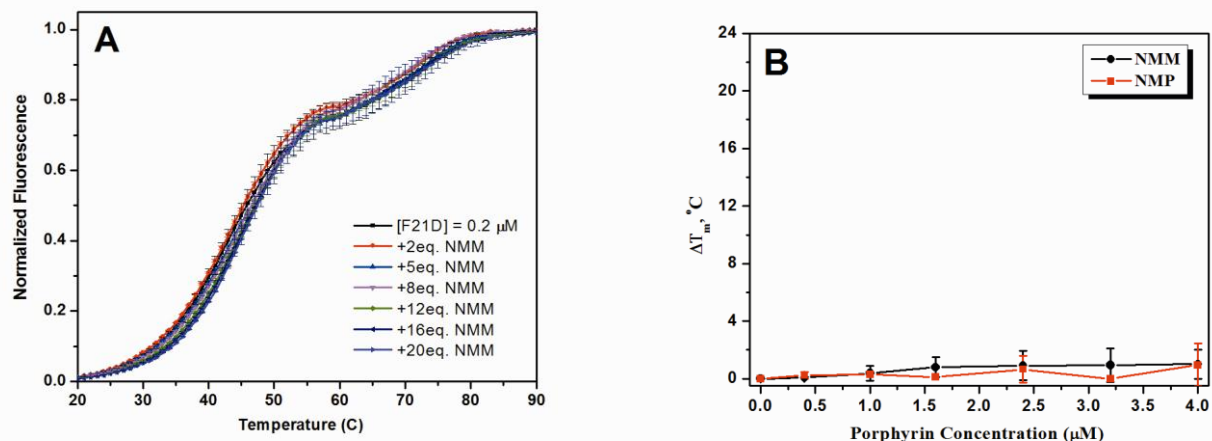 A
1.0
0.8
0.6
0.4
0.2
0.0
Normalized Fluorescence
[F21D] = 0.2 μM
+2eq. NMM
+5eq. NMM
+8eq. NMM
+12eq. NMM
+16eq. NMM
+20eq. NMM
20 30 40 50 60 70 80 90
Temperature (C)
B
24
20
16
12
8
4
0
ΔTm, °C
NMM
NMP
0.0 0.5 1.0 1.5 2.0 2.5 3.0 3.5 4.0
Porphyrin Concentration (μM)